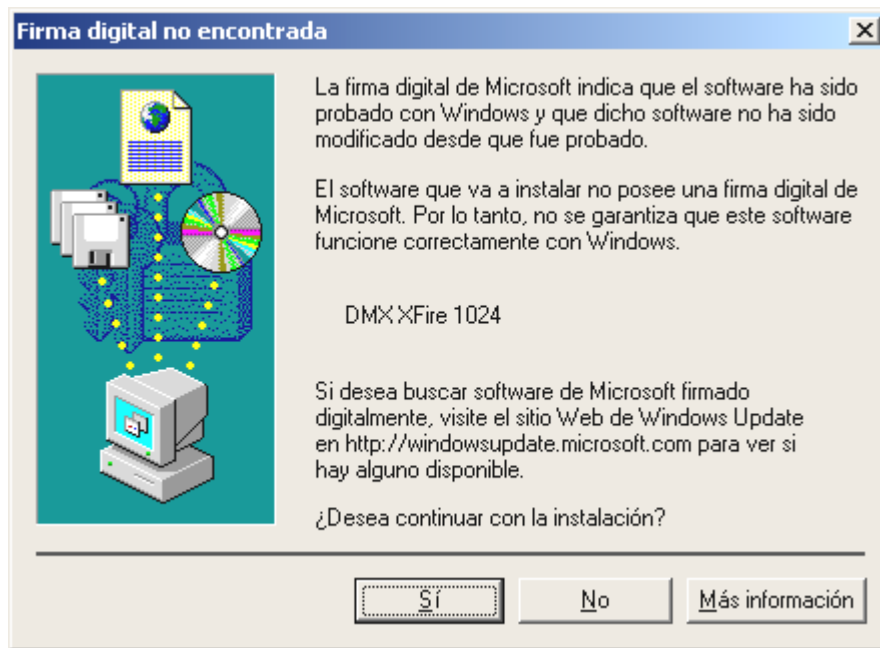 Firma digital no encontrada
La firma digital de Microsoft indica que el software ha sido
probado con Windows y que dicho software no ha sido
modificado desde que fue probado.
El software que va a instalar no posee una firma digital de
Microsoft. Por lo tanto, no se garantiza que este software
funcione correctamente con Windows.
DMX XFire 1024
Si desea buscar software de Microsoft firmado
digitalmente, visite el sitio Web de Windows Update
en http://windowsupdate.microsoft.com para ver si
hay alguno disponible.
¿Desea continuar con la instalación?
Sí No Más información